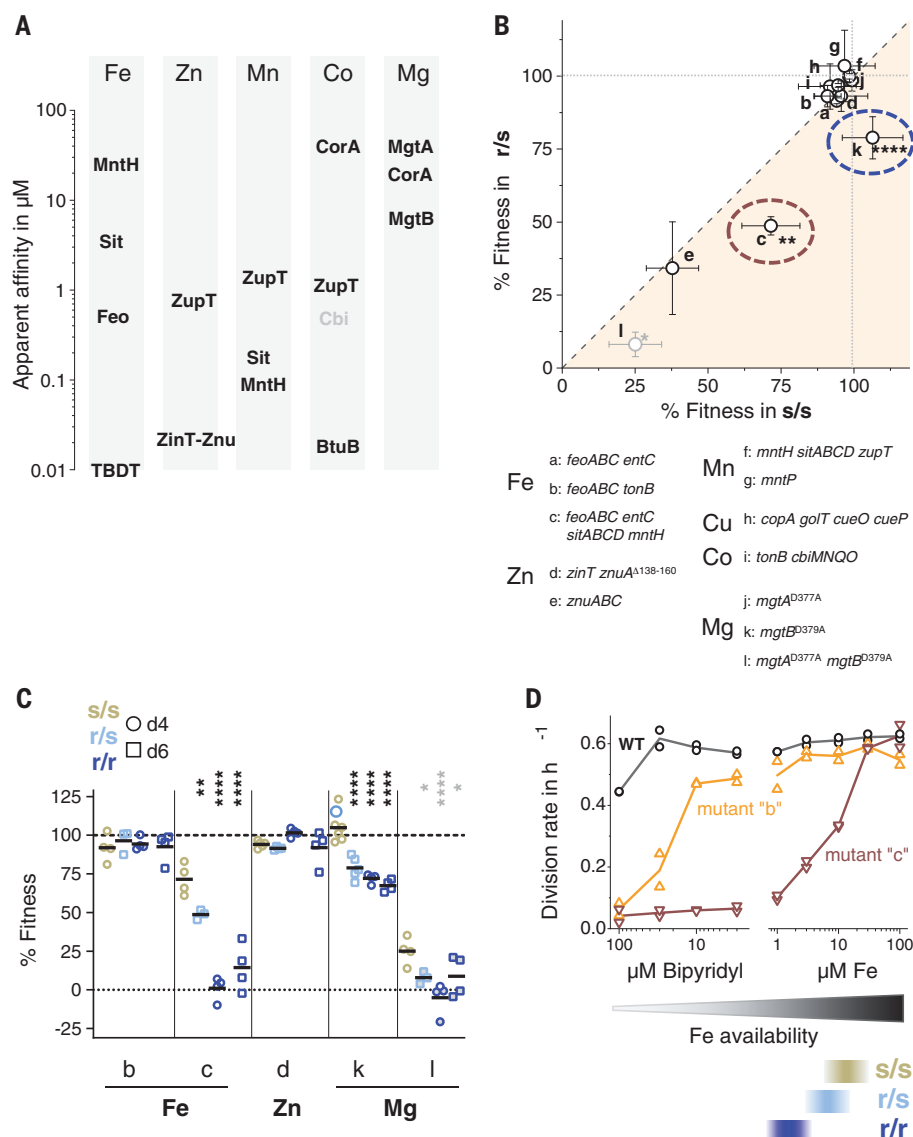 A
Fe Zn Mn Co Mg
Apparent affinity in µM
100
10
1
0.1
0.01
MntH
Sit
Feo
TBDT
ZupT
ZinT-Znu
ZupT
Sit
MntH
CorA
ZupT
Cbi
BtuB
MgtA
CorA
MgtB
B
% Fitness in r/s
100
75
50
25
0
g
h
f
i
j
b
a
d
k ****
c **
e
l *
0 25 50 75 100
% Fitness in s/s
Fe
a: feoABC entC
b: feoABC tonB
c: feoABC entC
sitABCD mntH
Zn
d: zinT znuAΔ138-160
e: znuABC
Mn
f: mntH sitABCD zupT
g: mntP
Cu
h: copA golT cueO cueP
Co
i: tonB cbiMNQO
Mg
j: mgtAD377A
k: mgtBD379A
l: mgtAD377A mgtBD379A
C
s/s
r/s
r/r
d4
d6
% Fitness
125
100
75
50
25
0
-25
** **** ****
**** **** ****
* **** *
b c d k l
Fe Zn Mg
D
Division rate in h-1
0.6
0.4
0.2
0
WT
mutant "b"
mutant "c"
100 10
µM Bipyridyl
1 10 100
µM Fe
Fe availability
s/s
r/s
r/r